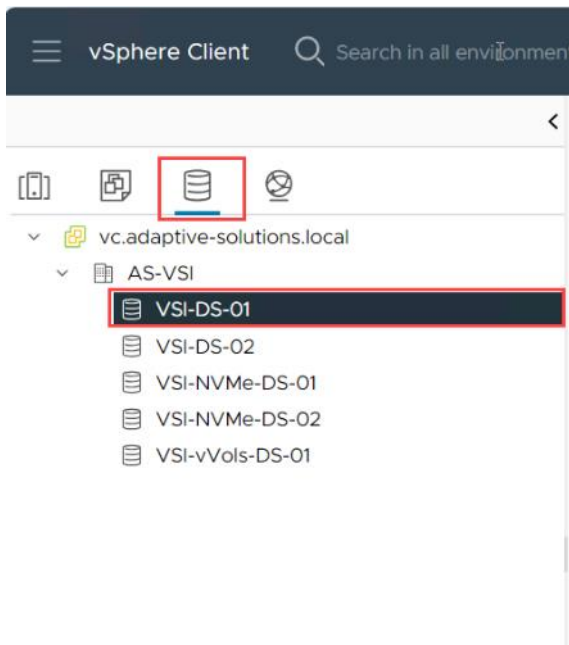 vSphere Client Search in all environmen
vc.adaptive-solutions.local
AS-VSI
VSI-DS-01
VSI-DS-02
VSI-NVMe-DS-01
VSI-NVMe-DS-02
VSI-vVols-DS-01